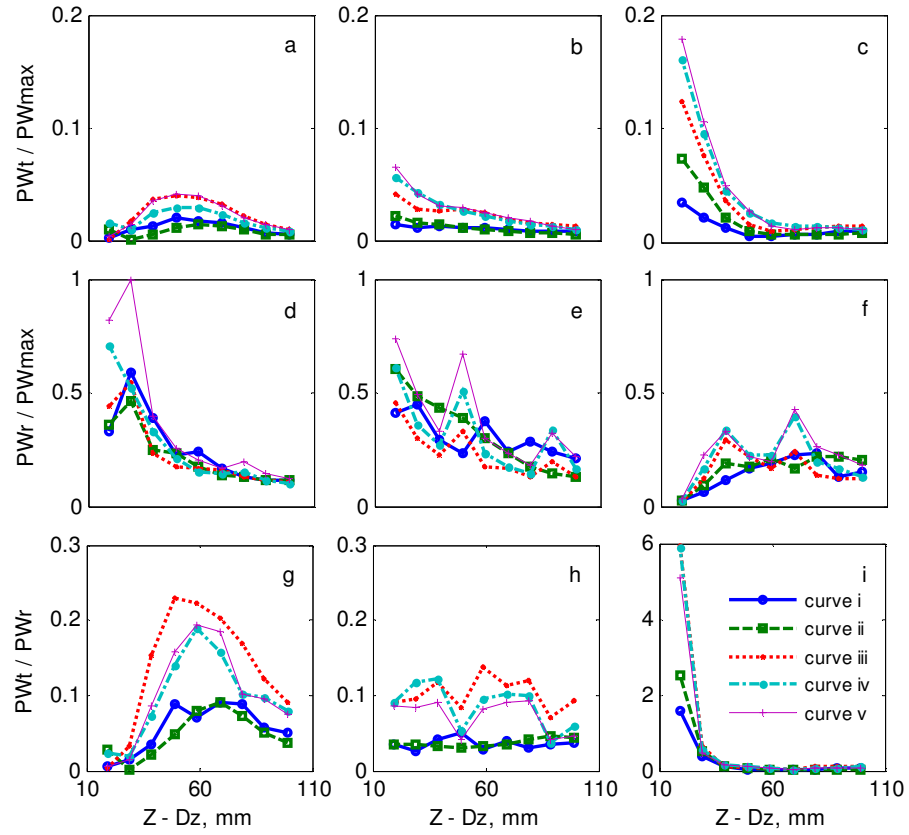 0.2
0.1
0
a
PWt / PWmax
0.2
0.1
0
b
0.2
0.1
0
c
1
0.5
0
d
PWr / PWmax
1
0.5
0
e
1
0.5
0
f
0.3
0.2
0.1
0
g
PWt / PWr
10 60 110
Z - Dz, mm
0.3
0.2
0.1
0
h
10 60 110
Z - Dz, mm
6
4
2
0
i
curve i
curve ii
curve iii
curve iv
curve v
10 60 110
Z - Dz, mm